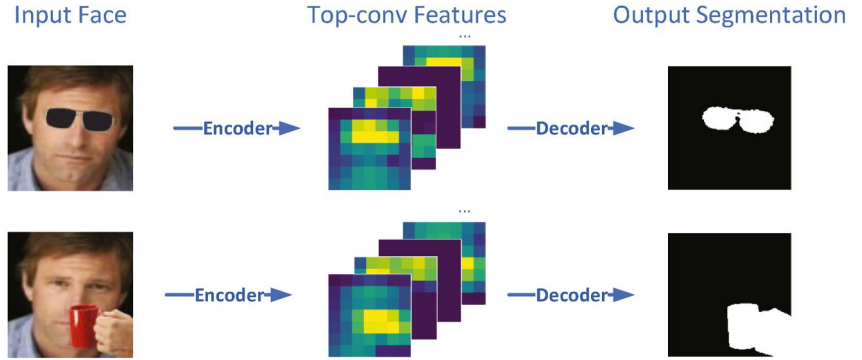 Input Face
Top-conv Features
Output Segmentation
...
Encoder
Decoder
...
Encoder
Decoder